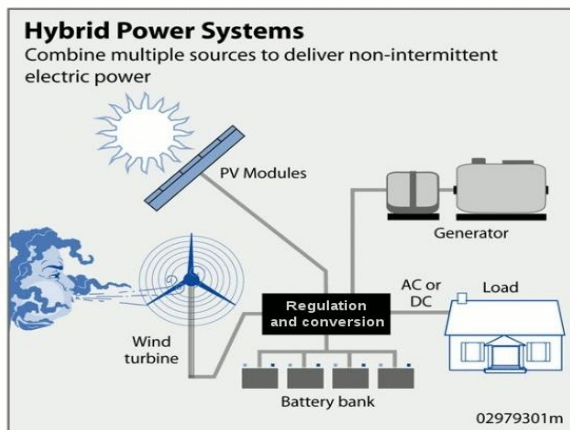 Hybrid Power Systems
Combine multiple sources to deliver non-intermittent
electric power
PV Modules
Generator
Regulation
and conversion
AC or
DC
Load
Wind
turbine
Battery bank
02979301m